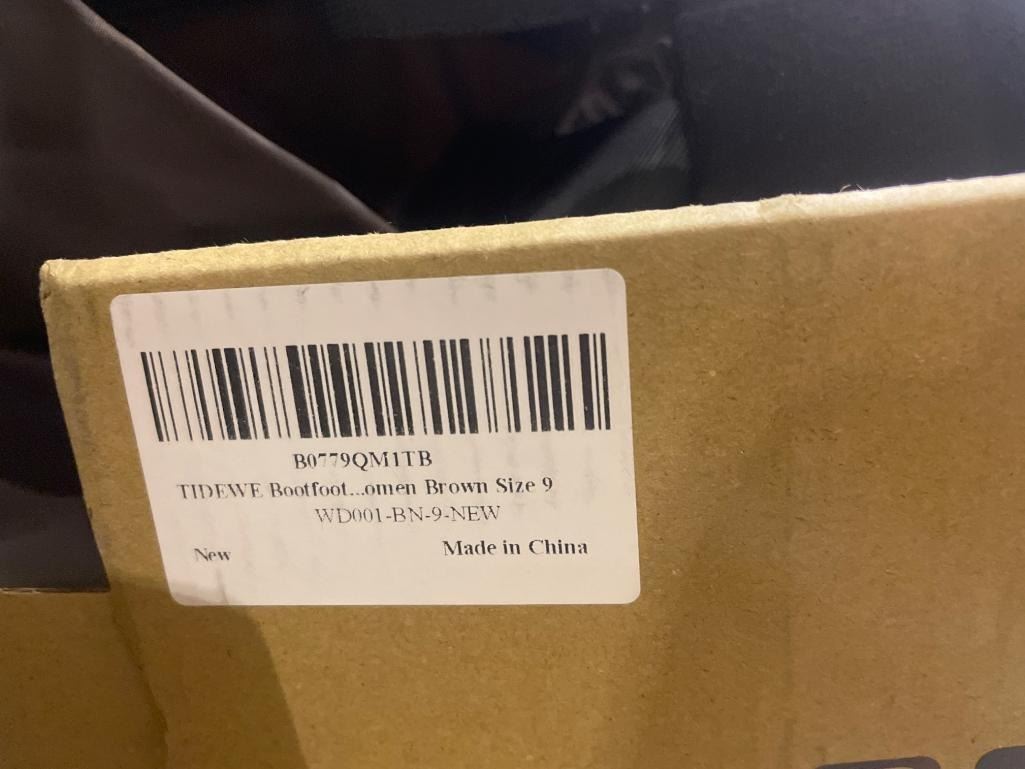 B0779QM1TB
TIDEWE Bootfoot...omen Brown Size 9
WD001-BN-9-NEW
New
Made in China